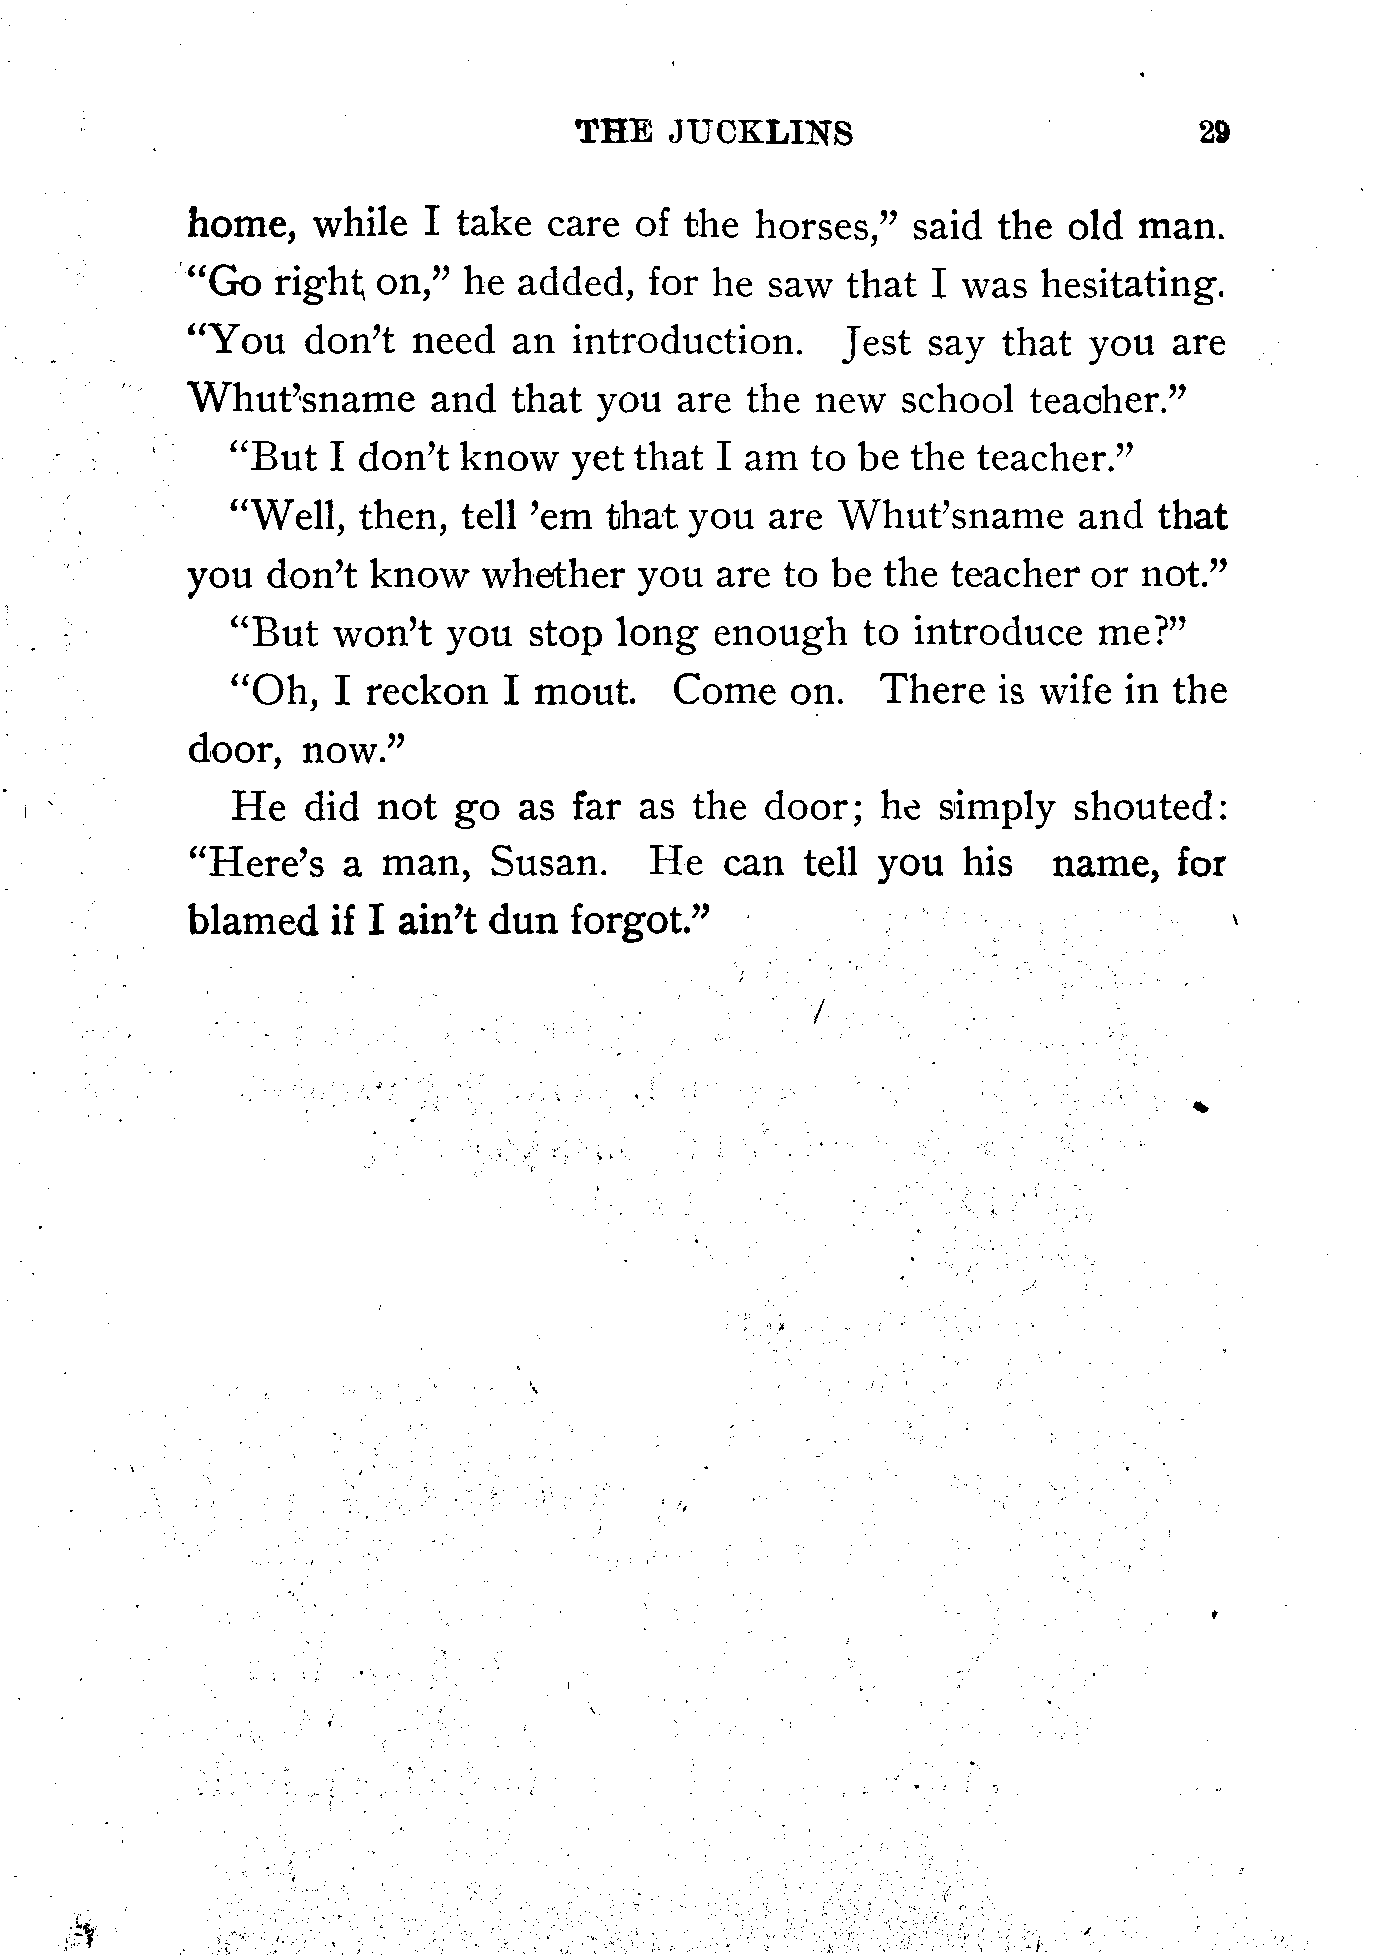 THE JUCKLINS 29
home, while I take care of the horses,” said the old man.
“Go right on,” he added, for he saw that I was hesitating.
“You don’t need an introduction. Jest say that you are
Whut’sname and that you are the new school teacher.”
“But I don’t know yet that I am to be the teacher.”
“Well, then, tell ’em that you are Whut’sname and that
you don’t know whether you are to be the teacher or not.”
“But won’t you stop long enough to introduce me?”
“Oh, I reckon I mout. Come on. There is wife in the
door, now.”
He did not go as far as the door; he simply shouted:
“Here’s a man, Susan. He can tell you his name, for
blamed if I ain’t dun forgot.”